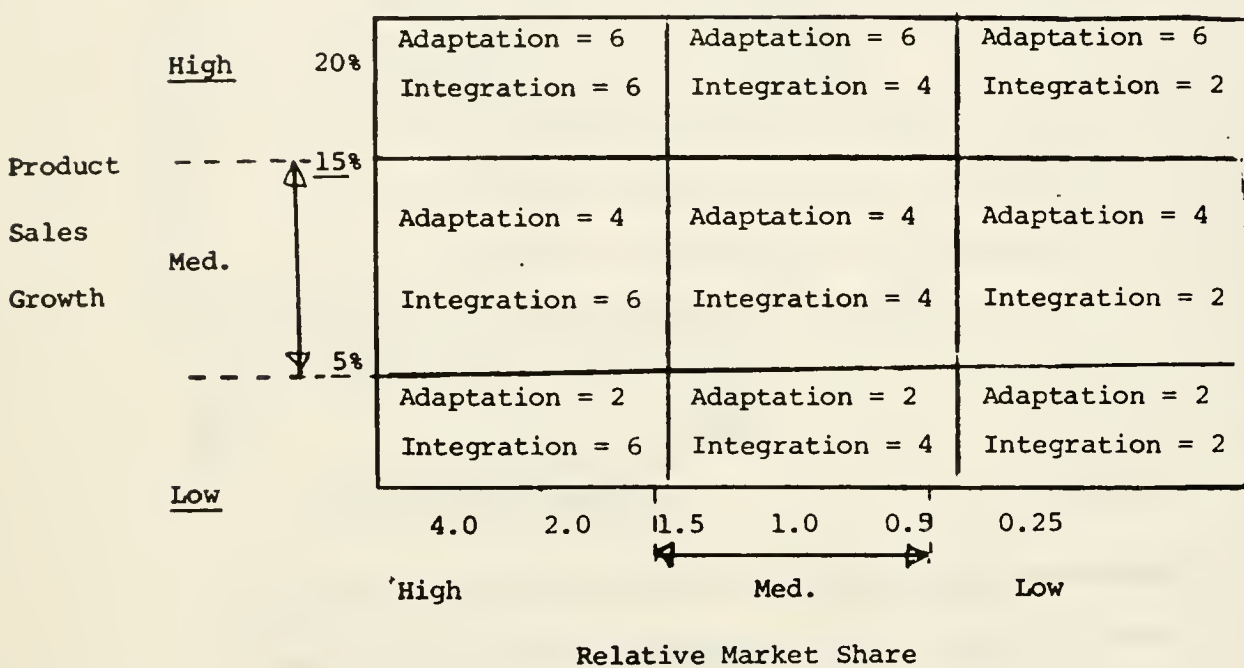 Adaptation = 6 Adaptation = 6 Adaptation = 6
High 20%
Integration = 6 Integration = 4 Integration = 2
Product 15%
Adaptation = 4 Adaptation = 4 Adaptation = 4
Sales
Med.
Growth Integration = 6 Integration = 4 Integration = 2
5%
Adaptation = 2 Adaptation = 2 Adaptation = 2
Integration = 6 Integration = 4 Integration = 2
Low
4.0 2.0 1.5 1.0 0.9 0.25
High Med. Low
Relative Market Share